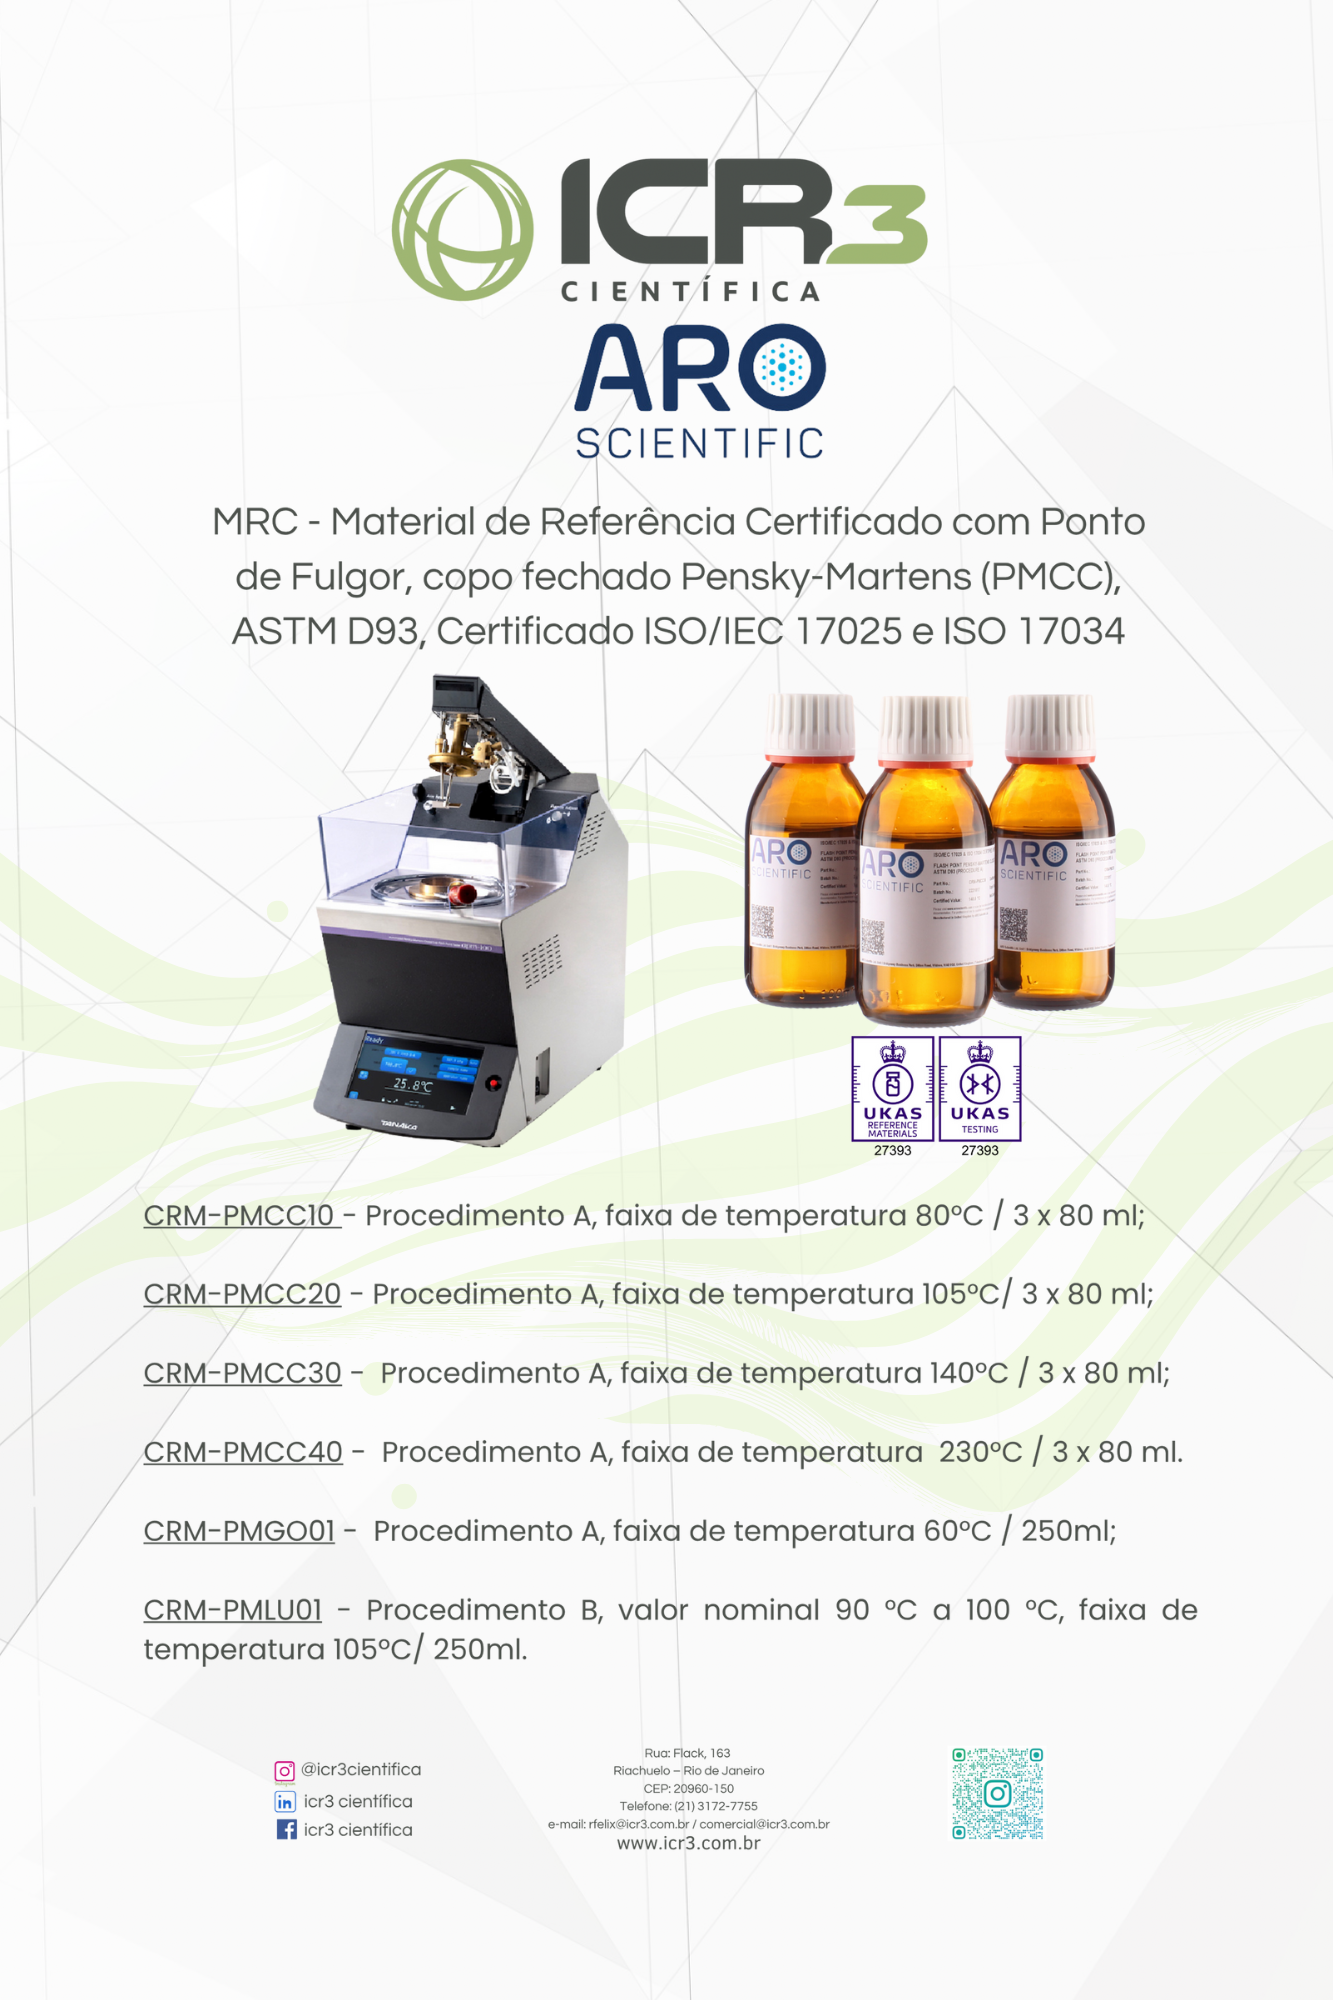 ICR3
CIENTÍFICA
ARO
SCIENTIFIC
MRC - Material de Referência Certificado com Ponto
de Fulgor, copo fechado Pensky-Martens (PMCC),
ASTM D93, Certificado ISO/IEC 17025 e ISO 17034
Ready
25.8°C
TANAKA
ARO
SCIENTIFIC
ARO
SCIENTIFIC
ARO
SCIENTIFIC
UKAS
REFERENCE
MATERIALS
27393
UKAS
TESTING
27393
CRM-PMCC10 - Procedimento A, faixa de temperatura 80°C / 3 x 80 ml;
CRM-PMCC20 - Procedimento A, faixa de temperatura 105°C/ 3 x 80 ml;
CRM-PMCC30 - Procedimento A, faixa de temperatura 140°C / 3 x 80 ml;
CRM-PMCC40 - Procedimento A, faixa de temperatura 230°C / 3 x 80 ml.
CRM-PMGO01 - Procedimento A, faixa de temperatura 60°C / 250ml;
CRM-PMLU01 - Procedimento B, valor nominal 90 °C a 100 °C, faixa de
temperatura 105°C/ 250ml.
@icr3cientifica
icr3 científica
icr3 científica
Rua: Flack, 163
Riachuelo – Rio de Janeiro
CEP: 20960-150
Telefone: (21) 3172-7755
e-mail: rfelix@icr3.com.br / comercial@icr3.com.br
www.icr3.com.br